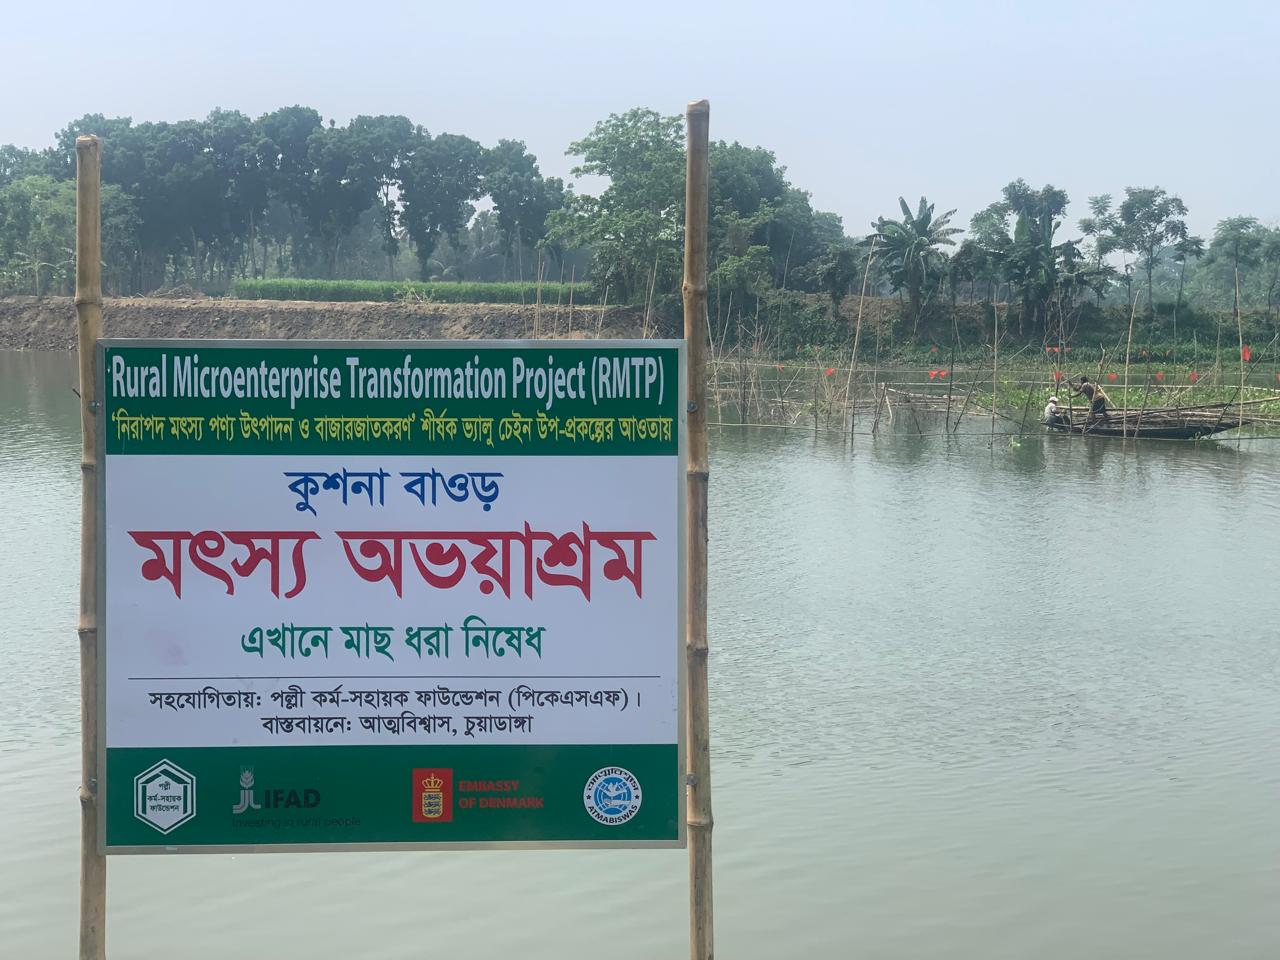 Rural Microenterprise Transformation Project (RMTP)
‘নিরাপদ মৎস্য পণ্য উৎপাদন ও বাজারজাতকরণ’ শীর্ষক ভ্যালু চেইন উপ-প্রকল্পের আওতায়
কুশনা বাওড়
মৎস্য অভয়াশ্রম
এখানে মাছ ধরা নিষেধ
সহযোগিতায়: পল্লী কর্ম-সহায়ক ফাউন্ডেশন (পিকেএসএফ)।
বাস্তবায়নে: আত্মবিশ্বাস, চুয়াডাঙ্গা
পল্লী
কর্ম-সহায়ক
ফাউন্ডেশন
IFAD
Investing in rural people
EMBASSY
OF DENMARK
আত্মবিশ্বাস
ATMABISWAS